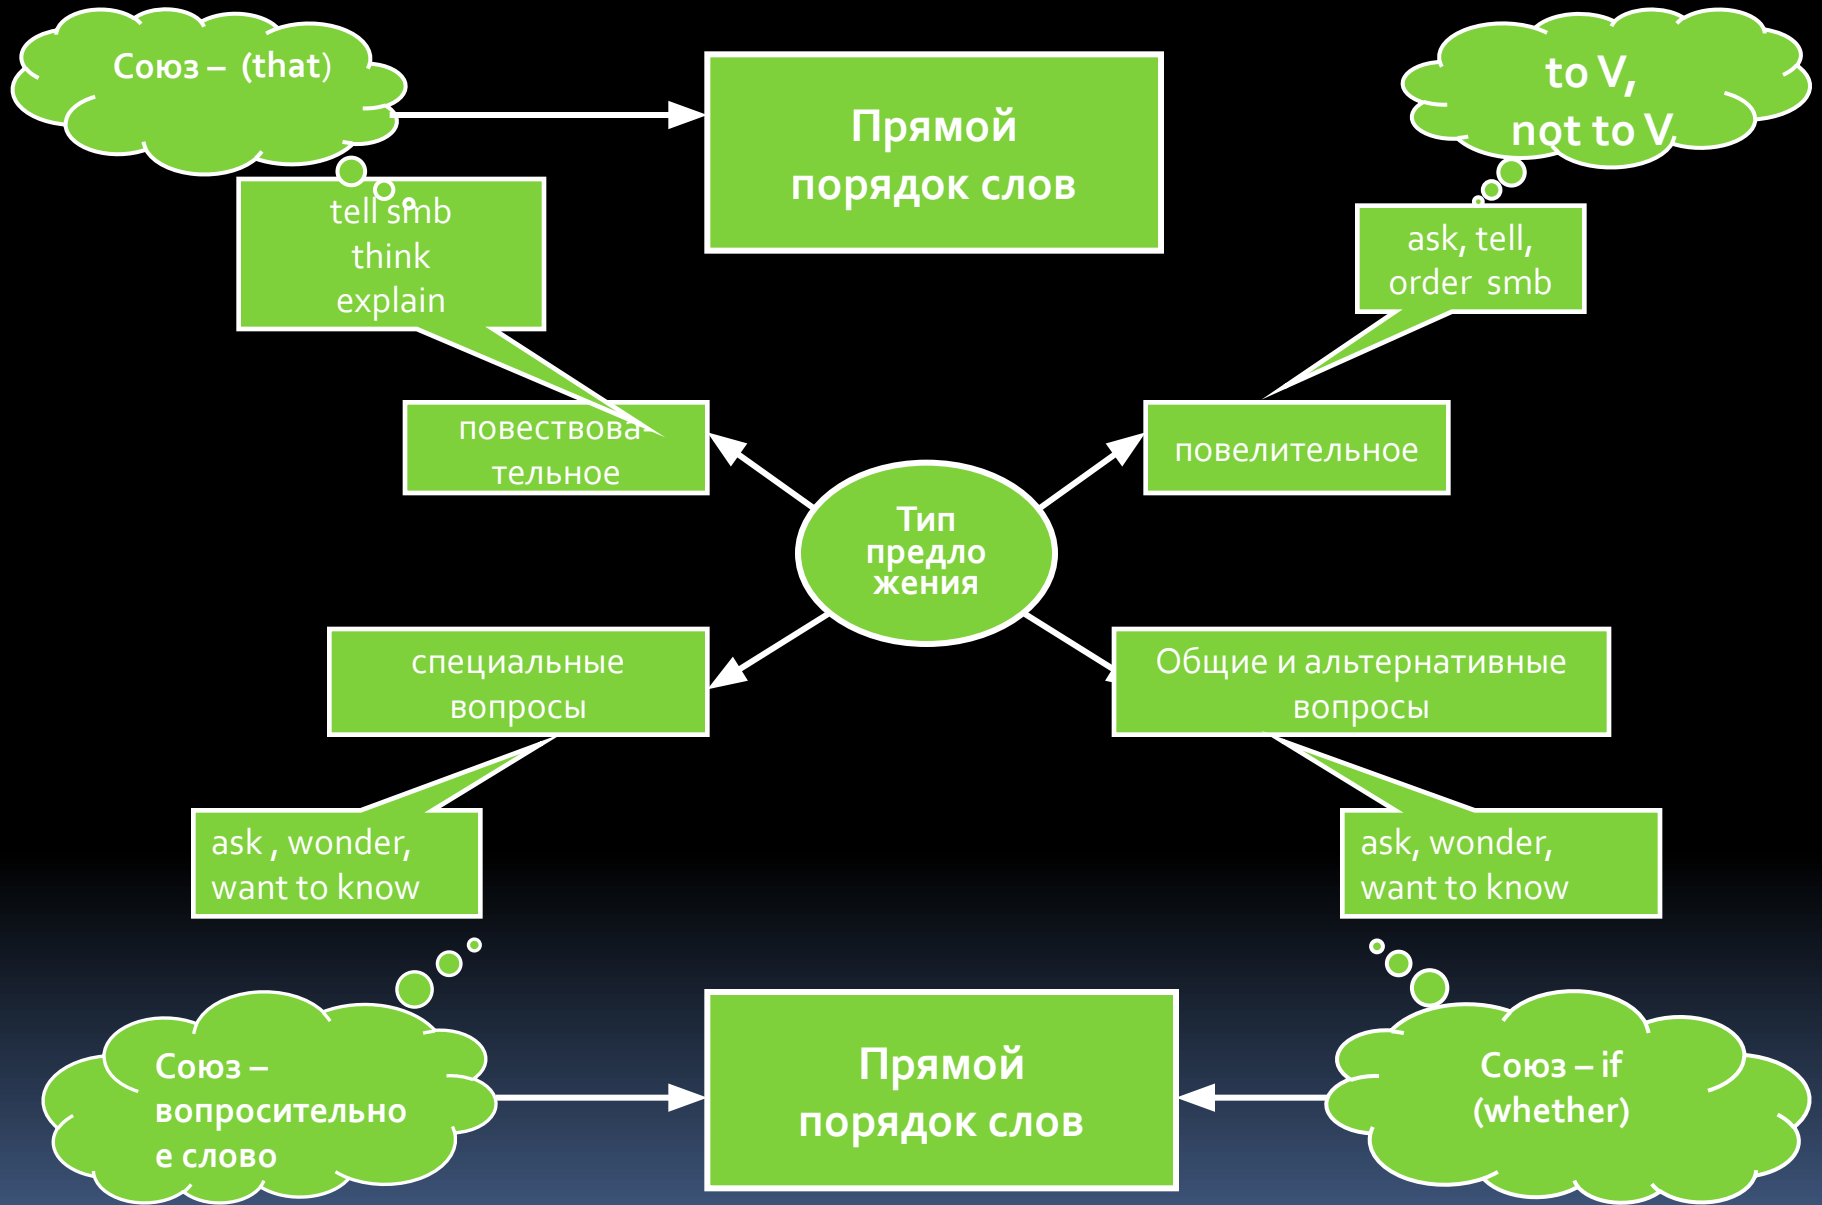 Союз – (that)
Прямой
порядок слов
to V,
not to V
tell smb
think
explain
ask, tell,
order smb
повествова-
тельное
повелительное
Тип
предло
жения
специальные
вопросы
Общие и альтернативные
вопросы
ask , wonder,
want to know
ask, wonder,
want to know
Союз –
вопросительно
е слово
Прямой
порядок слов
Союз – if
(whether)